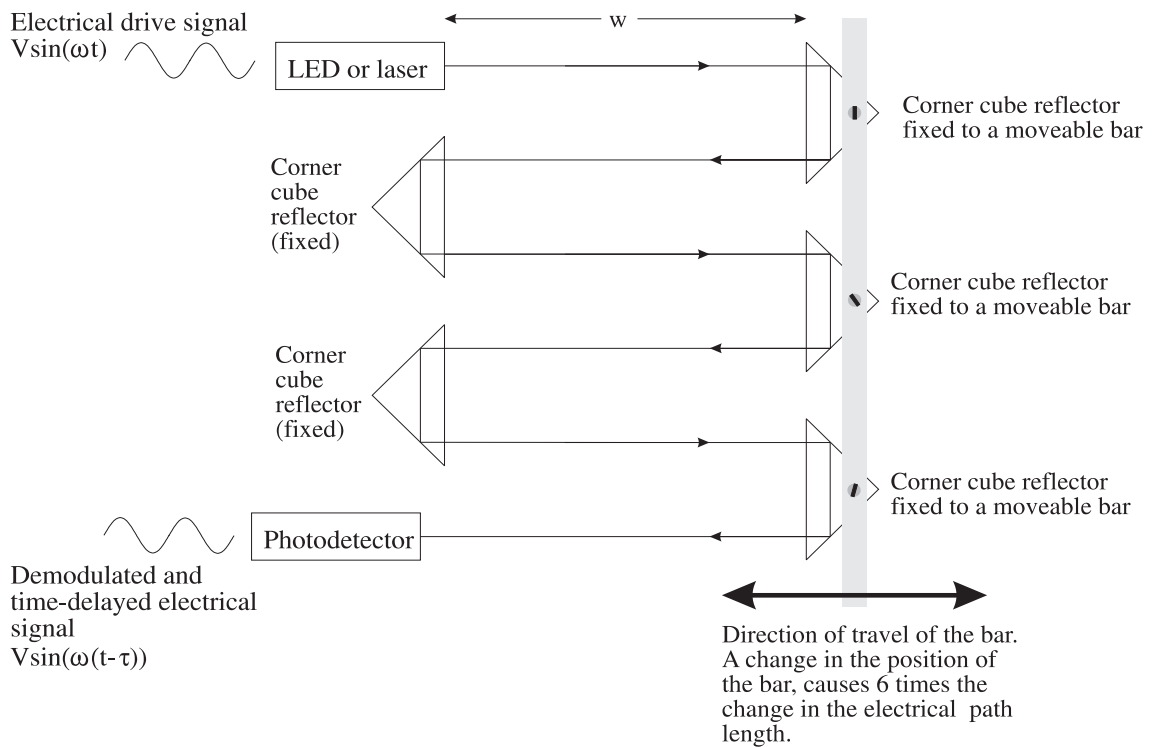 Electrical drive signal
Vsin(ωt)
LED or laser
w
Corner cube reflector
fixed to a moveable bar
Corner
cube
reflector
(fixed)
Corner cube reflector
fixed to a moveable bar
Corner
cube
reflector
(fixed)
Corner cube reflector
fixed to a moveable bar
Photodetector
Demodulated and
time-delayed electrical
signal
Vsin(ω(t-τ))
Direction of travel of the bar.
A change in the position of
the bar, causes 6 times the
change in the electrical path
length.